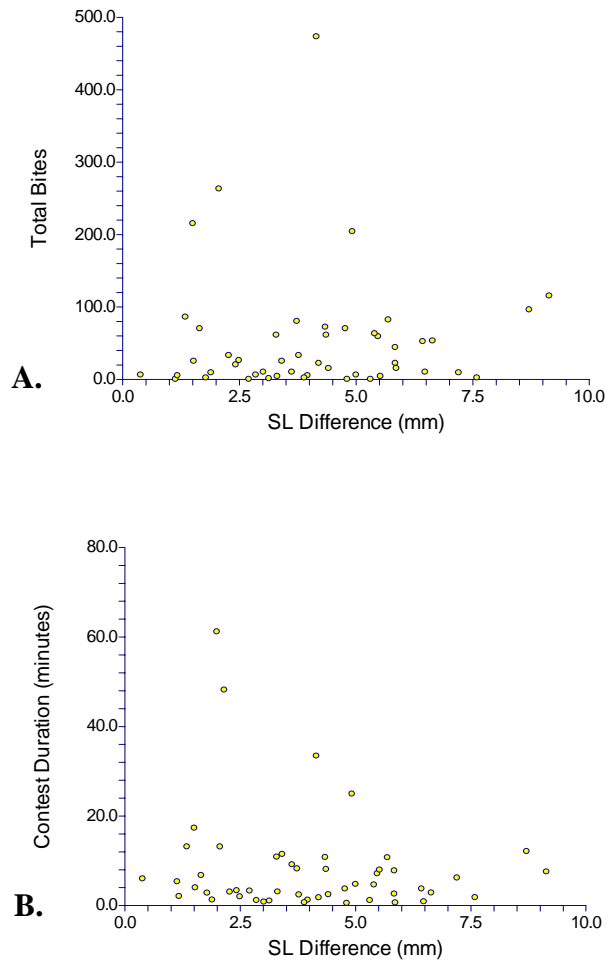 500.0
400.0
300.0
200.0
100.0
0.0
Total Bites
A.
0.0 2.5 5.0 7.5 10.0
SL Difference (mm)
80.0
60.0
40.0
20.0
0.0
Contest Duration (minutes)
B.
0.0 2.5 5.0 7.5 10.0
SL Difference (mm)